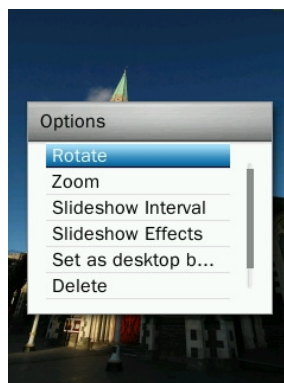 Options
Rotate
Zoom
Slideshow Interval
Slideshow Effects
Set as desktop b...
Delete